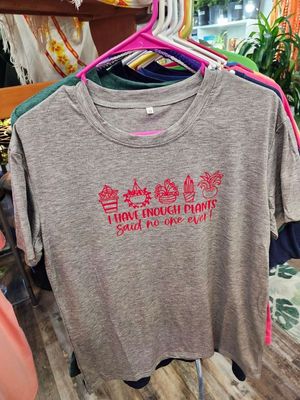 I HAVE ENOUGH PLANTS
said no one ever!